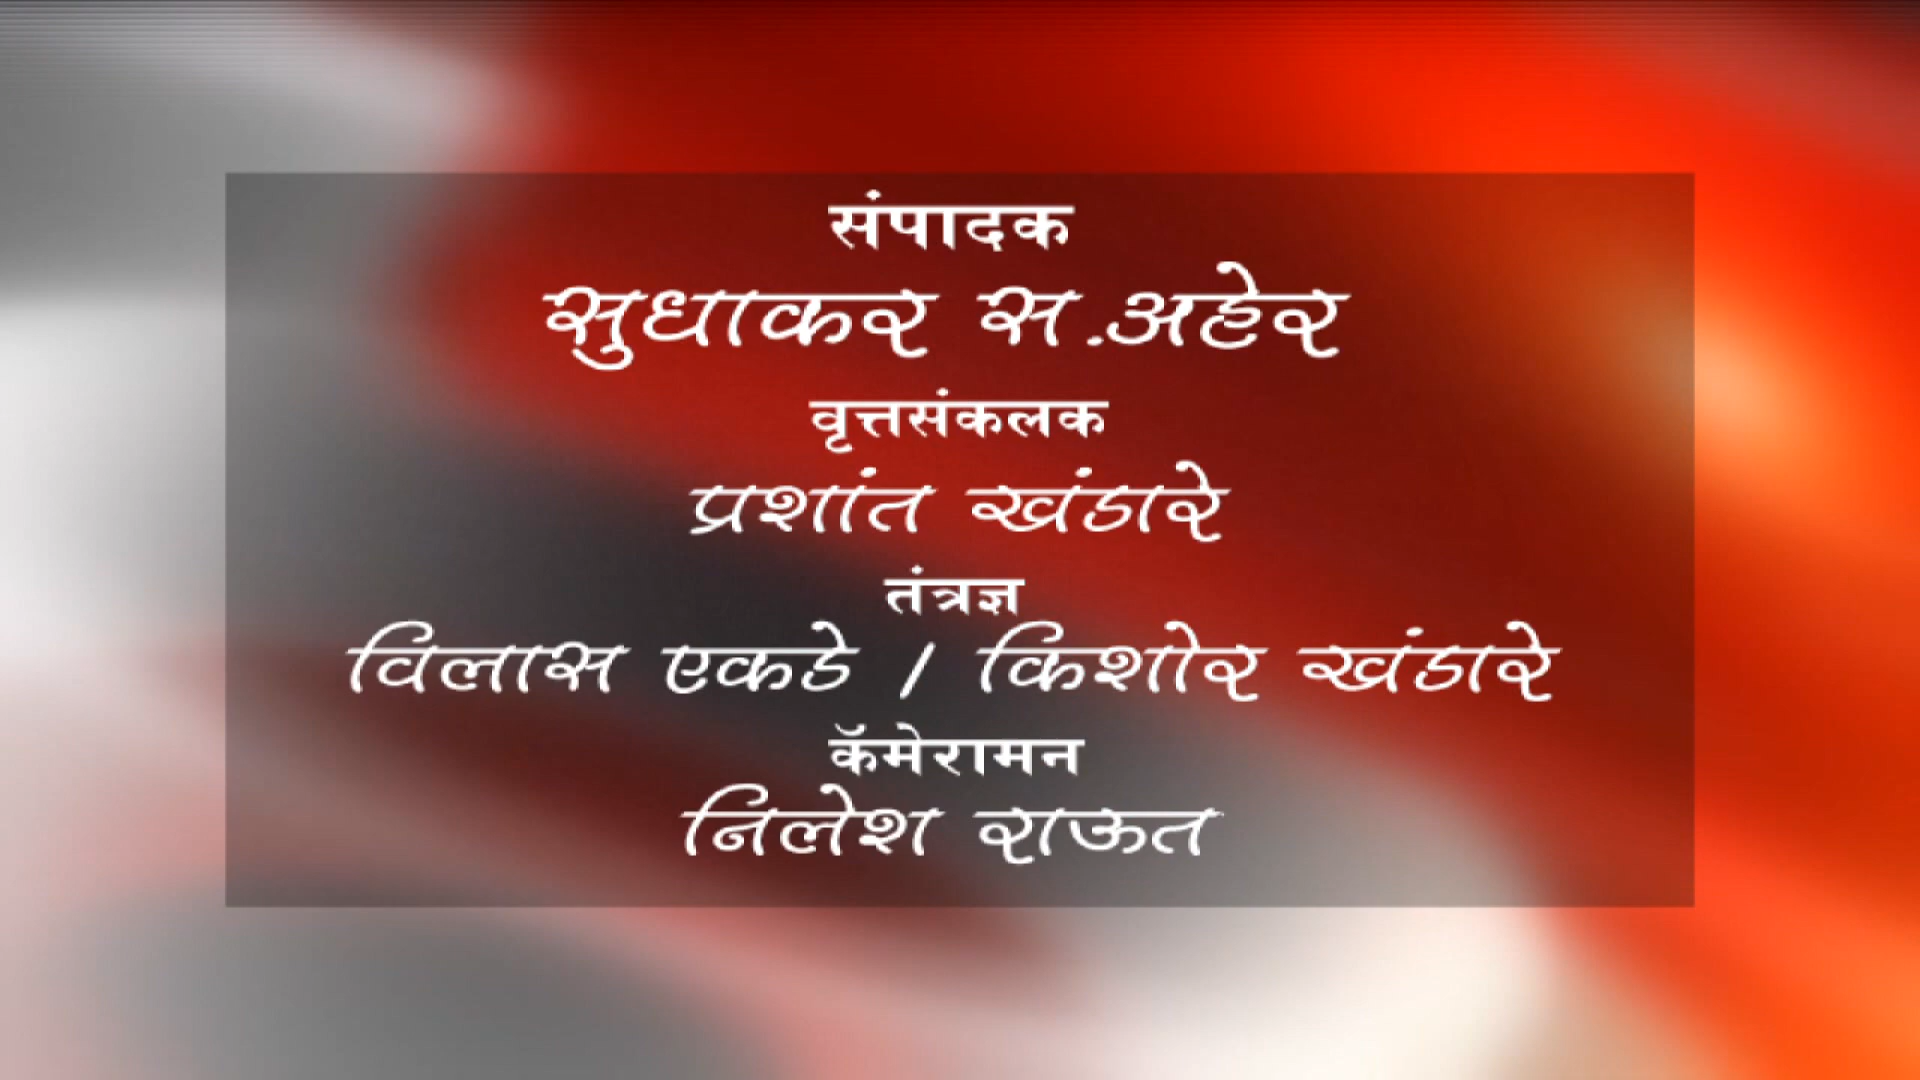 संपादक
सुधाकर स.अहेर
वृत्तसंकलक
प्रशांत खंडारे
तंत्रज्ञ
विलास एकडे / किशोर खंडारे
कॅमेरामन
निलेश राऊत